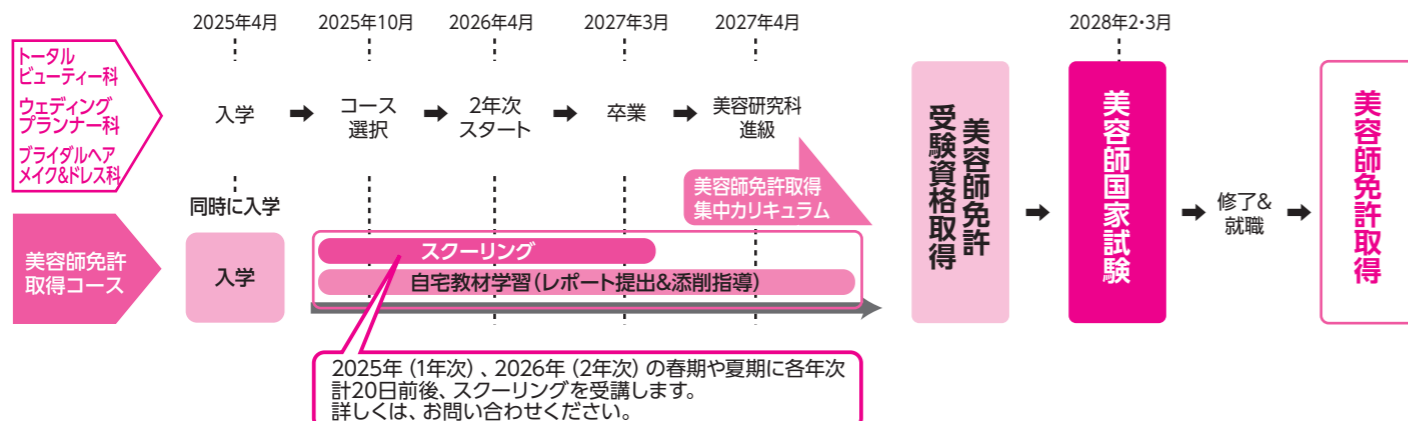 2025年4月
2025年10月
2026年4月
2027年3月
2027年4月
2028年2・3月
トータル
ビューティー科
ウェディング
プランナー科
ブライダルヘア
メイク&ドレス科
入学
コース
選択
2年次
スタート
卒業
美容研究科
進級
同時に入学
美容師免許取得
集中カリキュラム
美容師免許
取得コース
入学
スクーリング
自宅教材学習(レポート提出&添削指導)
美容師免許
受験資格取得
美容師国家試験
修了&
就職
美容師免許取得
2025年 (1年次) 、2026年 (2年次) の春期や夏期に各年次
計20日前後、スクーリングを受講します。
詳しくは、お問い合わせください。